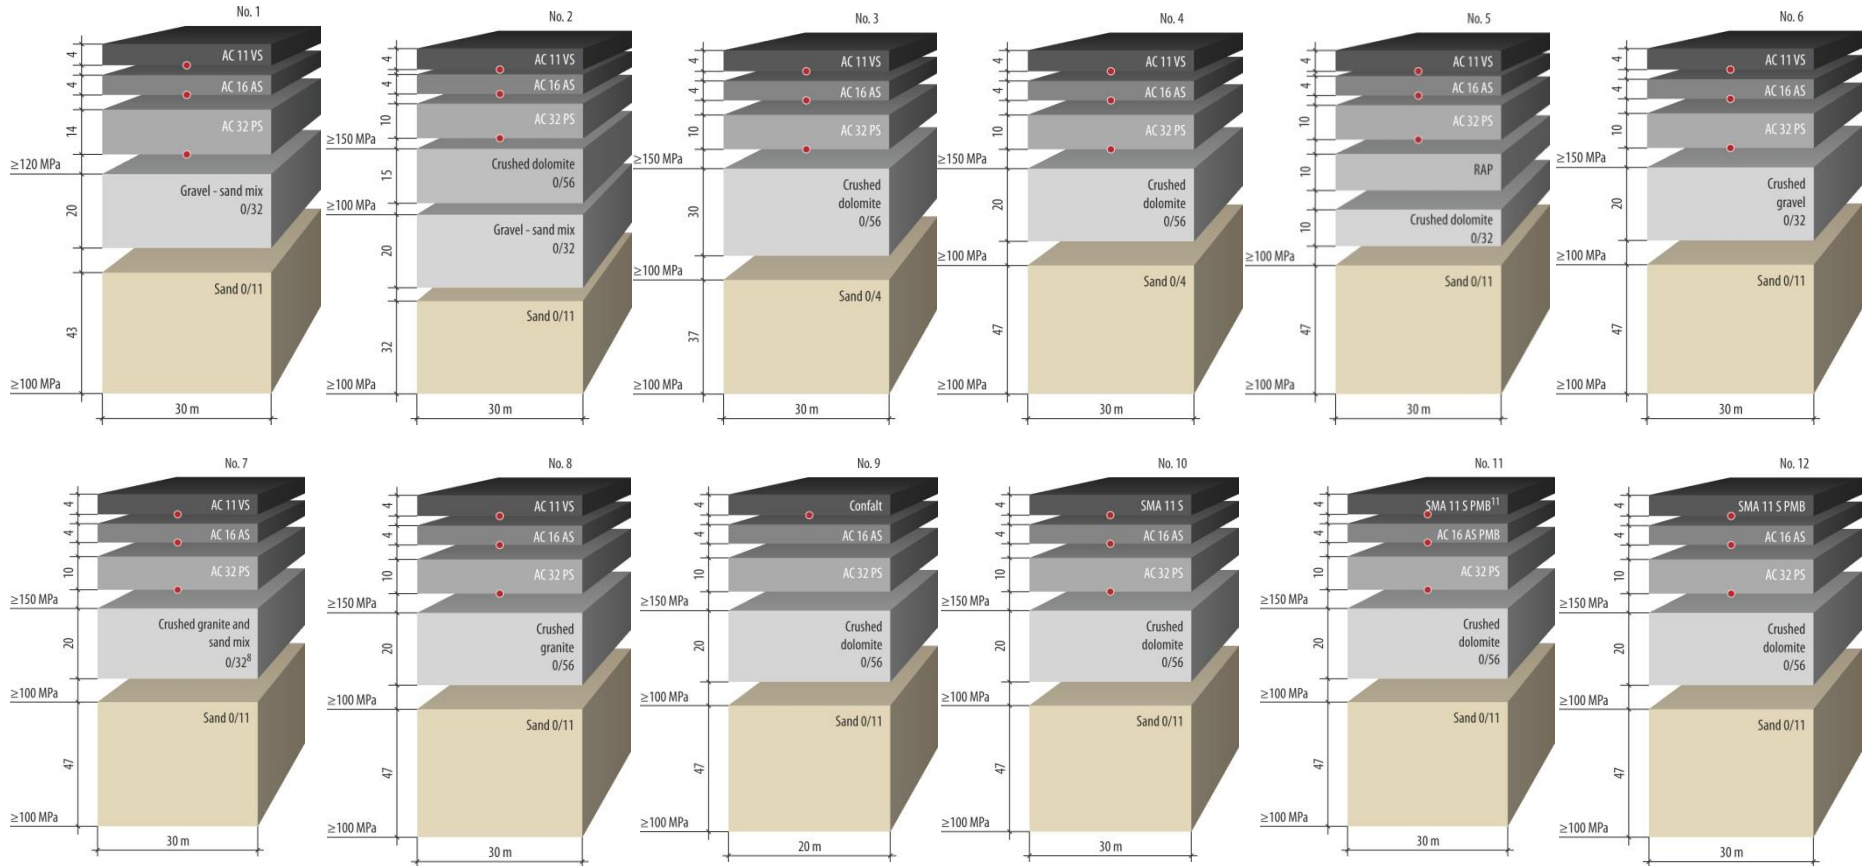 No. 1
4
AC 11 VS
4
AC 16 AS
14
AC 32 PS
≥120 MPa
20
Gravel - sand mix
0/32
43
Sand 0/11
≥100 MPa
30 m
No. 2
4
AC 11 VS
4
AC 16 AS
10
AC 32 PS
≥150 MPa
15
Crushed dolomite
0/56
≥100 MPa
20
Gravel - sand mix
0/32
32
Sand 0/11
≥100 MPa
30 m
No. 3
4
AC 11 VS
4
AC 16 AS
10
AC 32 PS
≥150 MPa
30
Crushed
dolomite
0/56
≥100 MPa
37
Sand 0/4
≥100 MPa
30 m
No. 4
4
AC 11 VS
4
AC 16 AS
10
AC 32 PS
≥150 MPa
20
Crushed
dolomite
0/56
≥100 MPa
47
Sand 0/4
≥100 MPa
30 m
No. 5
4
AC 11 VS
4
AC 16 AS
10
AC 32 PS
10
RAP
10
Crushed dolomite
0/32
≥100 MPa
47
Sand 0/11
≥100 MPa
30 m
No. 6
4
AC 11 VS
4
AC 16 AS
10
AC 32 PS
≥150 MPa
20
Crushed
gravel
0/32
≥100 MPa
47
Sand 0/11
≥100 MPa
30 m
No. 7
4
AC 11 VS
4
AC 16 AS
10
AC 32 PS
≥150 MPa
20
Crushed granite and
sand mix
0/32⁸
≥100 MPa
47
Sand 0/11
≥100 MPa
30 m
No. 8
4
AC 11 VS
4
AC 16 AS
10
AC 32 PS
≥150 MPa
20
Crushed
granite
0/56
≥100 MPa
47
Sand 0/11
≥100 MPa
30 m
No. 9
4
Confalt
4
AC 16 AS
10
AC 32 PS
≥150 MPa
20
Crushed
dolomite
0/56
≥100 MPa
47
Sand 0/11
≥100 MPa
20 m
No. 10
4
SMA 11 S
4
AC 16 AS
10
AC 32 PS
≥150 MPa
20
Crushed
dolomite
0/56
≥100 MPa
47
Sand 0/11
≥100 MPa
30 m
No. 11
4
SMA 11 S PMB¹¹
4
AC 16 AS PMB
10
AC 32 PS
≥150 MPa
20
Crushed
dolomite
0/56
≥100 MPa
47
Sand 0/11
≥100 MPa
30 m
No. 12
4
SMA 11 S PMB
4
AC 16 AS
10
AC 32 PS
≥150 MPa
20
Crushed
dolomite
0/56
≥100 MPa
47
Sand 0/11
≥100 MPa
30 m